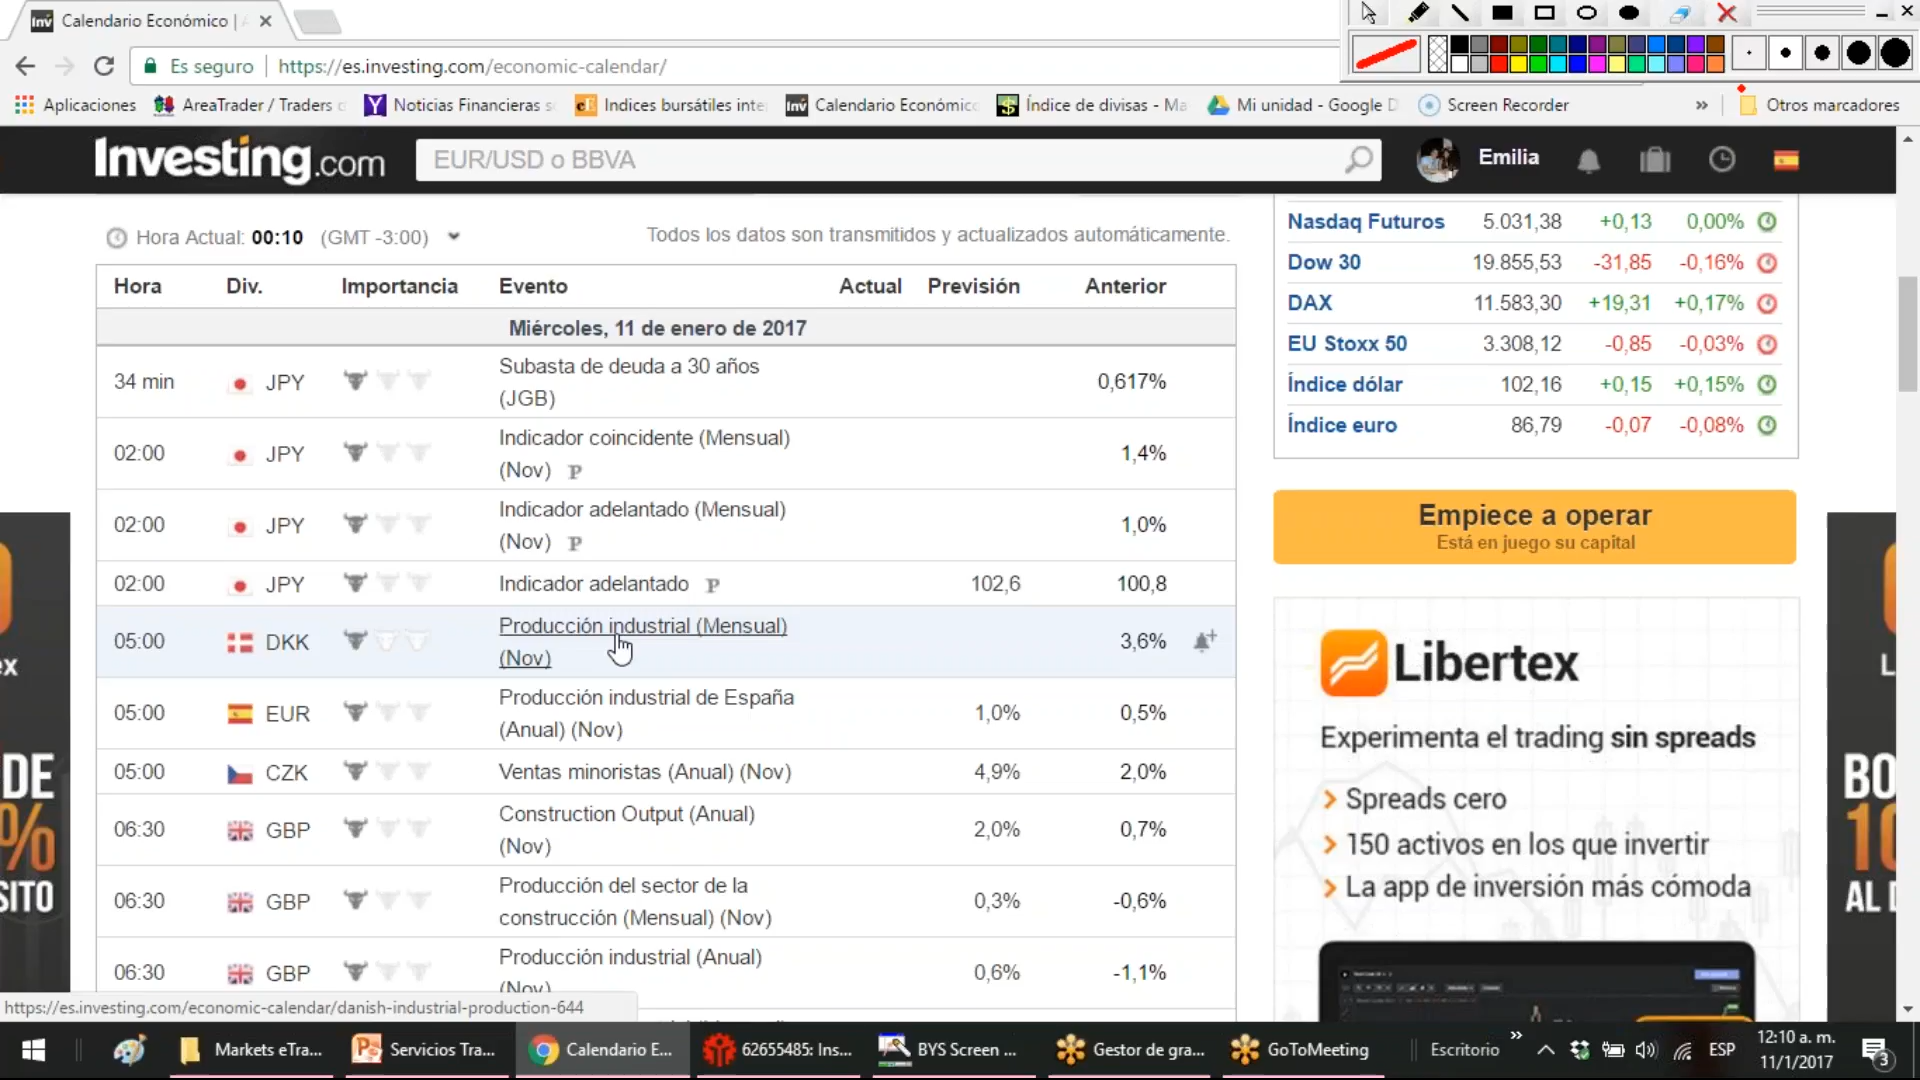 Calendario Económico |
Es seguro
https://es.investing.com/economic-calendar/
Aplicaciones
AreaTrader / Traders
Noticias Financieras
Indices bursátiles
Calendario Económic
Índice de divisas - Ma
Mi unidad - Google D
Screen Recorder
»
Otros marcadores
Investing.com
EUR/USD o BBVA
Emilia
Hora Actual: 00:10 (GMT -3:00)
Todos los datos son transmitidos y actualizados automáticamente.
Hora Div. Importancia Evento Actual Previsión Anterior
Miércoles, 11 de enero de 2017
34 min JPY Subasta de deuda a 30 años
(JGB) 0,617%
02:00 JPY Indicador coincidente (Mensual)
(Nov) P 1,4%
02:00 JPY Indicador adelantado (Mensual)
(Nov) P 1,0%
02:00 JPY Indicador adelantado P 102,6 100,8
05:00 DKK Producción industrial (Mensual)
(Nov) 3,6%
05:00 EUR Producción industrial de España
(Anual) (Nov) 1,0% 0,5%
05:00 CZK Ventas minoristas (Anual) (Nov) 4,9% 2,0%
06:30 GBP Construction Output (Anual)
(Nov) 2,0% 0,7%
06:30 GBP Producción del sector de la
construcción (Mensual) (Nov) 0,3% -0,6%
06:30 GBP Producción industrial (Anual)
(Nov) 0,6% -1,1%
Nasdaq Futuros 5.031,38 +0,13 0,00%
Dow 30 19.855,53 -31,85 -0,16%
DAX 11.583,30 +19,31 +0,17%
EU Stoxx 50 3.308,12 -0,85 -0,03%
Índice dólar 102,16 +0,15 +0,15%
Índice euro 86,79 -0,07 -0,08%
Empiece a operar
Está en juego su capital
Libertex
Experimenta el trading sin spreads
Spreads cero
150 activos en los que invertir
La app de inversión más cómoda
ex
DE
%
SITO
L
BO
10
AL D
https://es.investing.com/economic-calendar/danish-industrial-production-644
Markets eTra...
Servicios Tra...
Calendario E...
62655485: Ins...
BYS Screen ...
Gestor de gra...
GoToMeeting
Escritorio
»
ESP
12:10 a. m.
11/1/2017
3